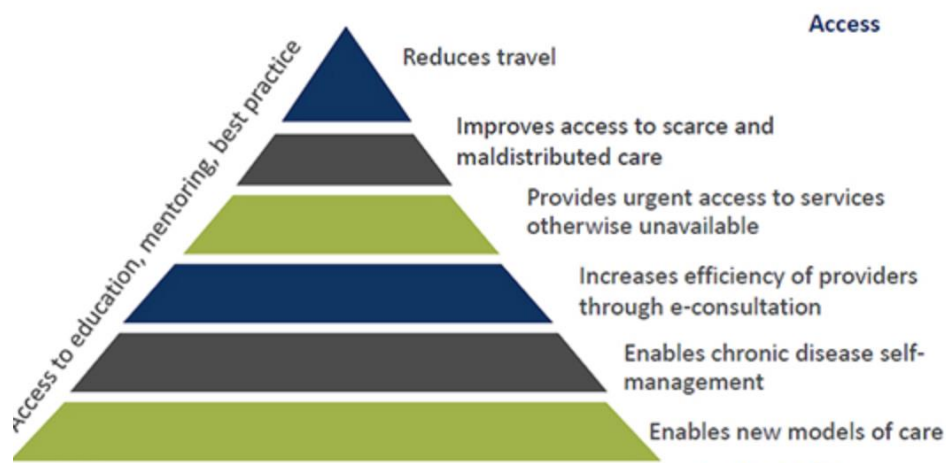 Access
Access to education, mentoring, best practice
Reduces travel
Improves access to scarce and
maldistributed care
Provides urgent access to services
otherwise unavailable
Increases efficiency of providers
through e-consultation
Enables chronic disease self-
management
Enables new models of care